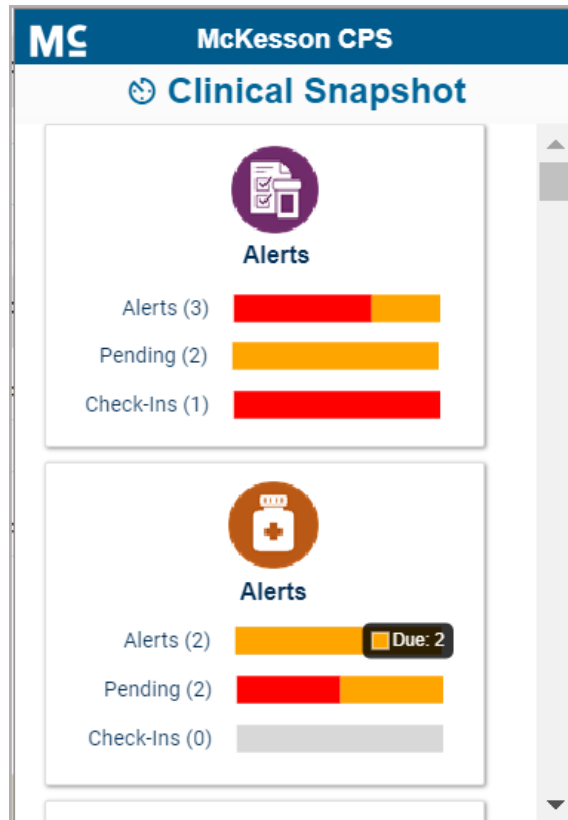 MC McKesson CPS
Clinical Snapshot
Alerts
Alerts (3)
Pending (2)
Check-Ins (1)
Alerts
Alerts (2)
Due: 2
Pending (2)
Check-Ins (0)